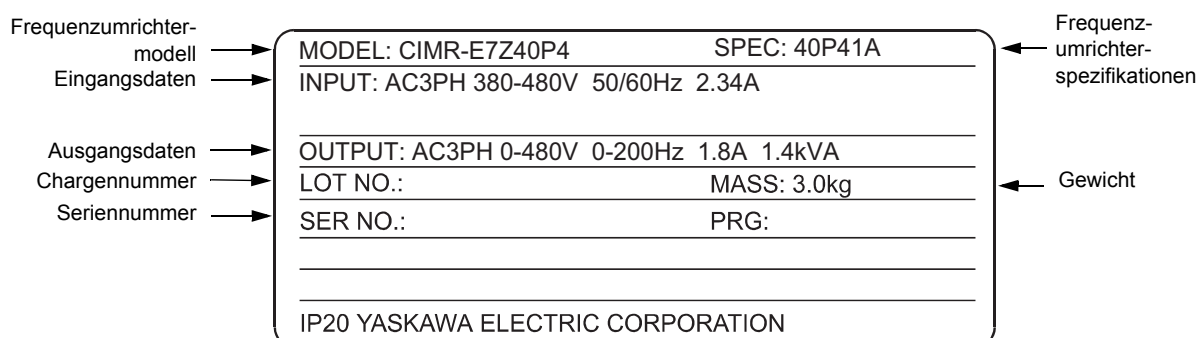 Frequenzumrichter-
modell
Eingangsdaten
Ausgangsdaten
Chargennummer
Seriennummer
MODEL: CIMR-E7Z40P4 SPEC: 40P41A
INPUT: AC3PH 380-480V 50/60Hz 2.34A
OUTPUT: AC3PH 0-480V 0-200Hz 1.8A 1.4kVA
LOT NO.: MASS: 3.0kg
SER NO.: PRG:
IP20 YASKAWA ELECTRIC CORPORATION
Frequenz-
umrichter-
spezifikationen
Gewicht